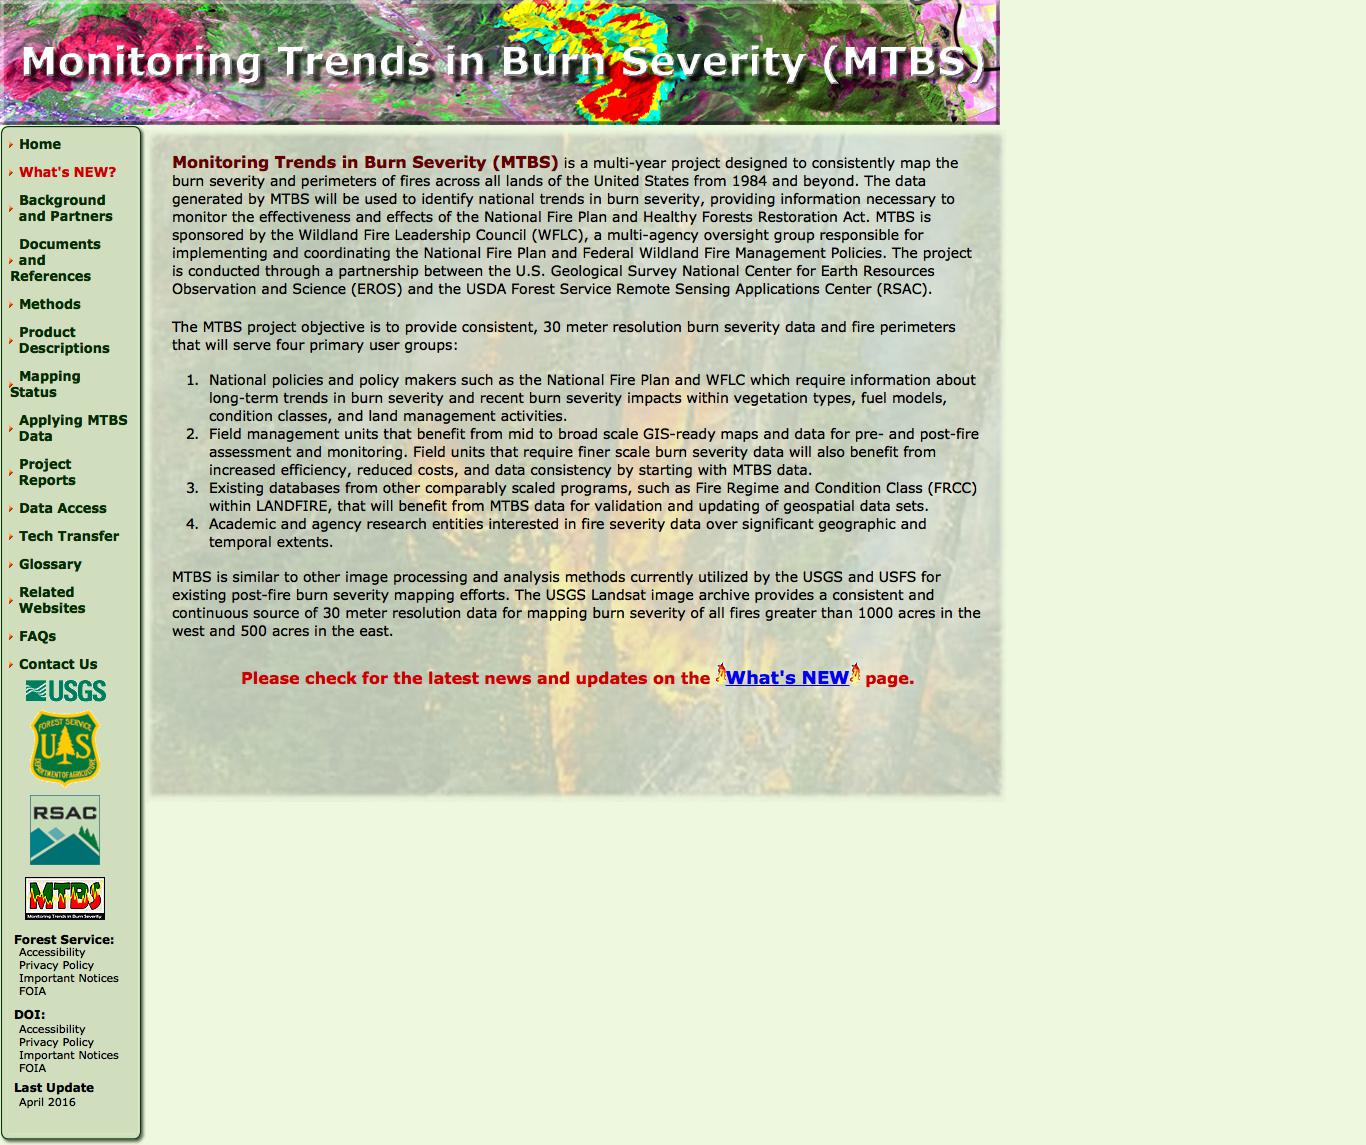 Monitoring Trends in Burn Severity (MTBS)
Home
What's NEW?
Background
and Partners
Documents
and
References
Methods
Product
Descriptions
Mapping
Status
Applying MTBS
Data
Project
Reports
Data Access
Tech Transfer
Glossary
Related
Websites
FAQs
Contact Us
USGS
FOREST SERVICE
U S
DEPARTMENT OF AGRICULTURE
RSAC
MTBS
Monitoring Trends in Burn Severity
Forest Service:
Accessibility
Privacy Policy
Important Notices
FOIA
DOI:
Accessibility
Privacy Policy
Important Notices
FOIA
Last Update
April 2016
Monitoring Trends in Burn Severity (MTBS) is a multi-year project designed to consistently map the
burn severity and perimeters of fires across all lands of the United States from 1984 and beyond. The data
generated by MTBS will be used to identify national trends in burn severity, providing information necessary to
monitor the effectiveness and effects of the National Fire Plan and Healthy Forests Restoration Act. MTBS is
sponsored by the Wildland Fire Leadership Council (WFLC), a multi-agency oversight group responsible for
implementing and coordinating the National Fire Plan and Federal Wildland Fire Management Policies. The project
is conducted through a partnership between the U.S. Geological Survey National Center for Earth Resources
Observation and Science (EROS) and the USDA Forest Service Remote Sensing Applications Center (RSAC).
The MTBS project objective is to provide consistent, 30 meter resolution burn severity data and fire perimeters
that will serve four primary user groups:
1. National policies and policy makers such as the National Fire Plan and WFLC which require information about
long-term trends in burn severity and recent burn severity impacts within vegetation types, fuel models,
condition classes, and land management activities.
2. Field management units that benefit from mid to broad scale GIS-ready maps and data for pre- and post-fire
assessment and monitoring. Field units that require finer scale burn severity data will also benefit from
increased efficiency, reduced costs, and data consistency by starting with MTBS data.
3. Existing databases from other comparably scaled programs, such as Fire Regime and Condition Class (FRCC)
within LANDFIRE, that will benefit from MTBS data for validation and updating of geospatial data sets.
4. Academic and agency research entities interested in fire severity data over significant geographic and
temporal extents.
MTBS is similar to other image processing and analysis methods currently utilized by the USGS and USFS for
existing post-fire burn severity mapping efforts. The USGS Landsat image archive provides a consistent and
continuous source of 30 meter resolution data for mapping burn severity of all fires greater than 1000 acres in the
west and 500 acres in the east.
Please check for the latest news and updates on the What's NEW page.